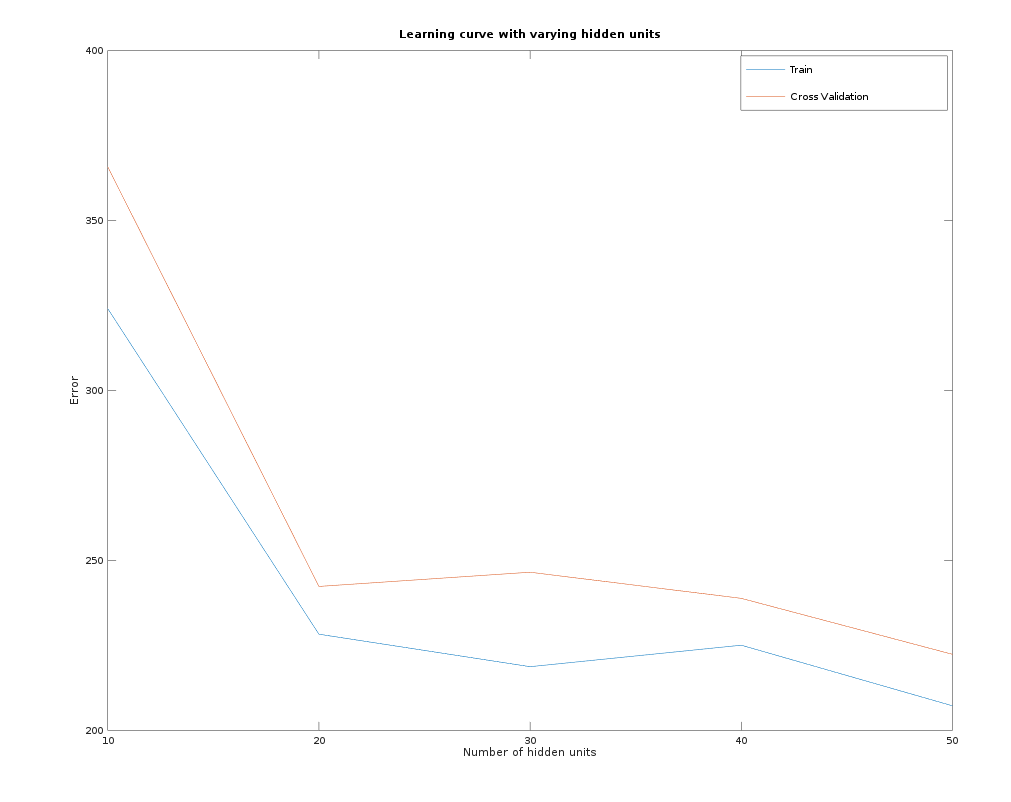 Learning curve with varying hidden units
400
Train
Cross Validation
350
300
Error
250
200
10 20 30 40 50
Number of hidden units